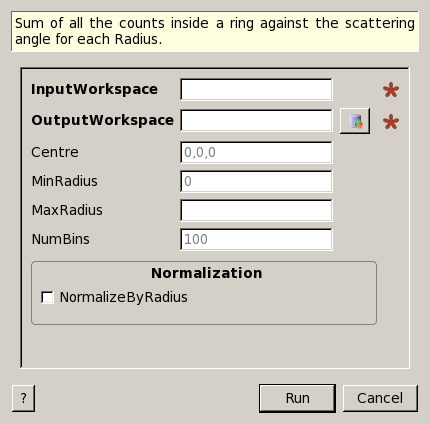 Sum of all the counts inside a ring against the scattering
angle for each Radius.
InputWorkspace
OutputWorkspace
Centre 0,0,0
MinRadius 0
MaxRadius
NumBins 100
Normalization
NormalizeByRadius
? Run Cancel